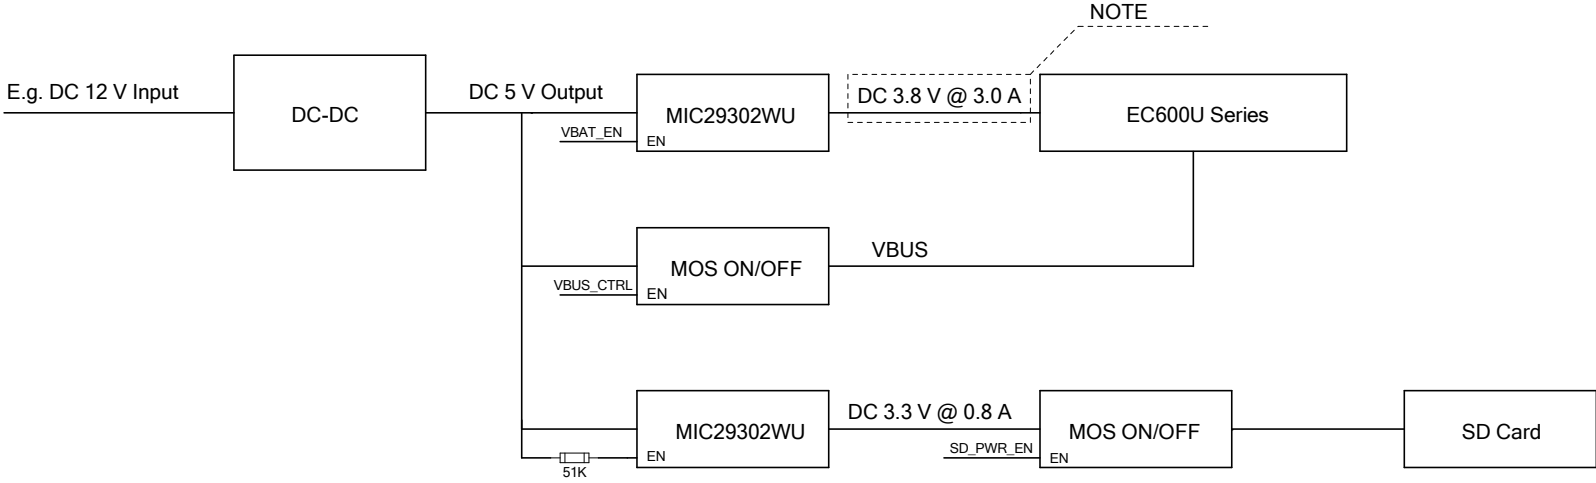 NOTE
E.g. DC 12 V Input
DC-DC
DC 5 V Output
MIC29302WU
DC 3.8 V @ 3.0 A
EC600U Series
VBAT_EN
EN
MOS ON/OFF
VBUS
VBUS_CTRL
EN
MIC29302WU
DC 3.3 V @ 0.8 A
MOS ON/OFF
SD Card
51K
EN
SD_PWR_EN
EN